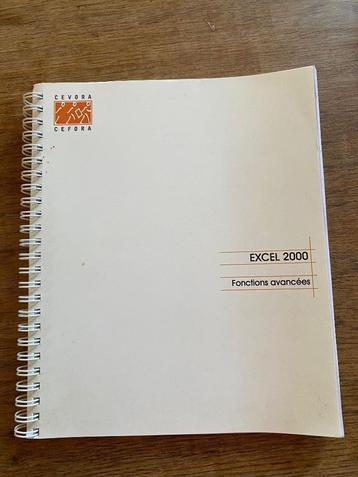 CEVORA
CEFORA
EXCEL 2000
Fonctions avancées